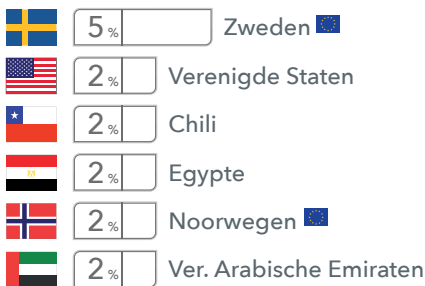 5% Zweden
2% Verenigde Staten
2% Chili
2% Egypte
2% Noorwegen
2% Ver. Arabische Emiraten